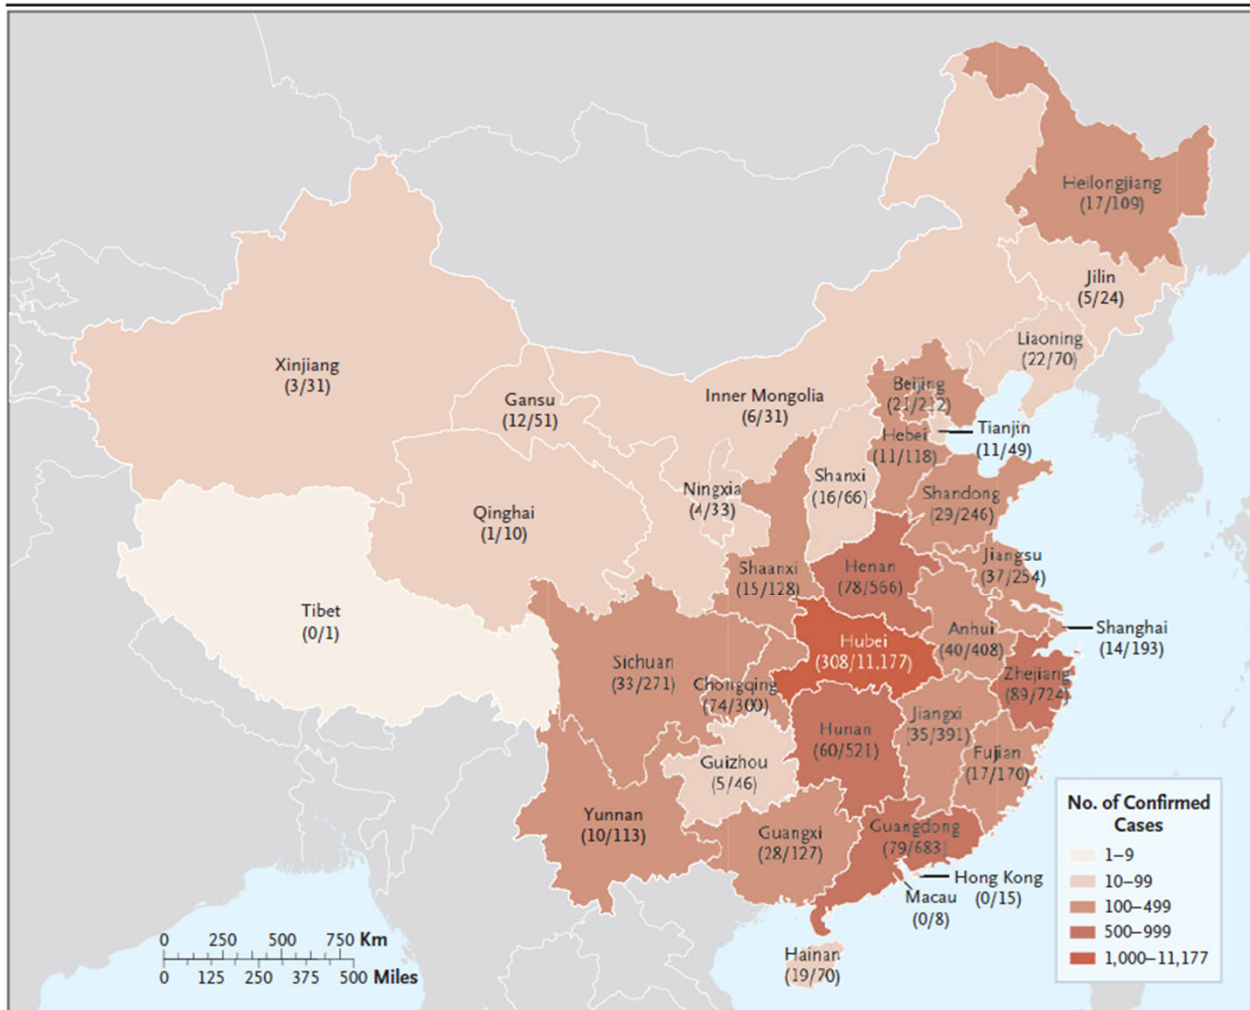 Heilongjiang
(17/109)
Jilin
(5/24)
Liaoning
(22/70)
Xinjiang
(3/31)
Gansu
(12/51)
Inner Mongolia
(6/31)
Beijing
(21/212)
Tianjin
(11/49)
Hebei
(11/118)
Shanxi
(16/66)
Ningxia
(4/33)
Shandong
(29/246)
Qinghai
(1/10)
Shaanxi
(15/128)
Henan
(78/566)
Jiangsu
(37/254)
Tibet
(0/1)
Hubei
(308/11,177)
Anhui
(40/408)
Shanghai
(14/193)
Sichuan
(33/271)
Chongqing
(74/300)
Zhejiang
(89/724)
Hunan
(60/521)
Jiangxi
(35/391)
Fujian
(17/170)
Guizhou
(5/46)
Yunnan
(10/113)
Guangxi
(28/127)
Guangdong
(79/683)
Hong Kong
(0/15)
Macau
(0/8)
Hainan
(19/70)
No. of Confirmed
Cases
1–9
10–99
100–499
500–999
1,000–11,177
0 250 500 750 Km
0 125 250 375 500 Miles